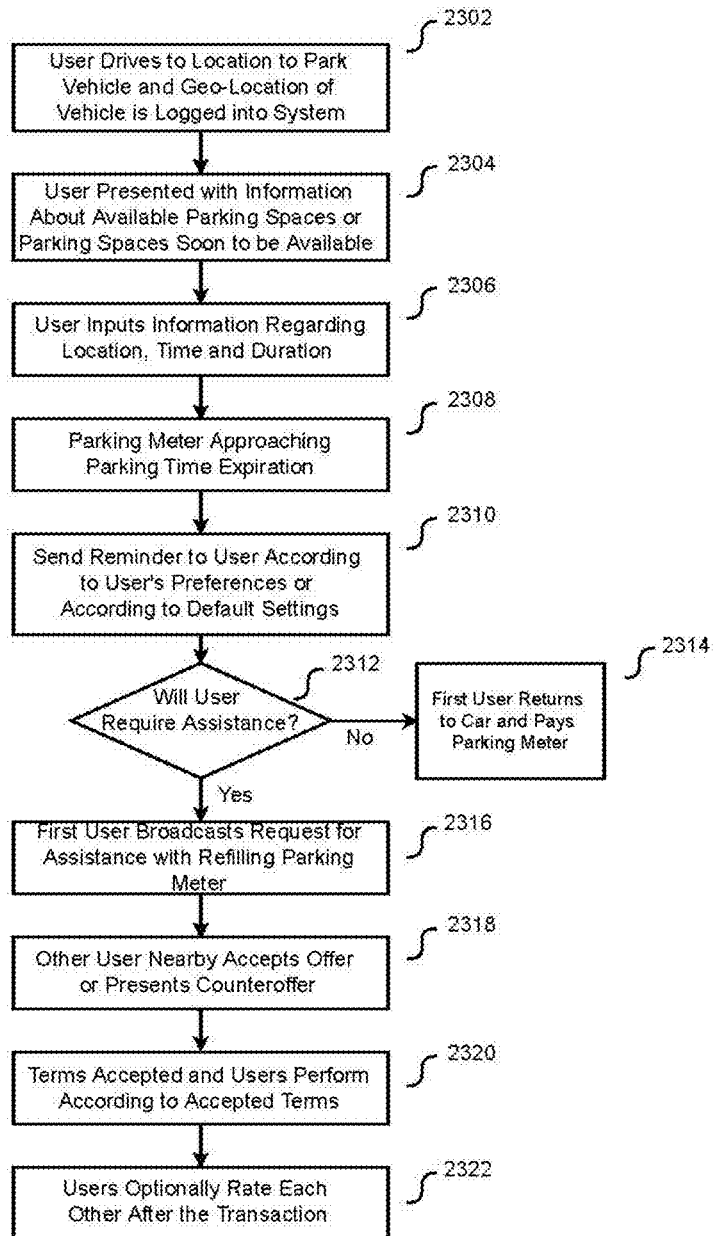 2302
User Drives to Location to Park
Vehicle and Geo-Location of
Vehicle is Logged into System
2304
User Presented with Information
About Available Parking Spaces or
Parking Spaces Soon to be Available
2306
User Inputs Information Regarding
Location, Time and Duration
2308
Parking Meter Approaching
Parking Time Expiration
2310
Send Reminder to User According
to User's Preferences or
According to Default Settings
2312
Will User
Require Assistance?
No
2314
First User Returns
to Car and Pays
Parking Meter
Yes
2316
First User Broadcasts Request for
Assistance with Refilling Parking
Meter
2318
Other User Nearby Accepts Offer
or Presents Counteroffer
2320
Terms Accepted and Users Perform
According to Accepted Terms
2322
Users Optionally Rate Each
Other After the Transaction